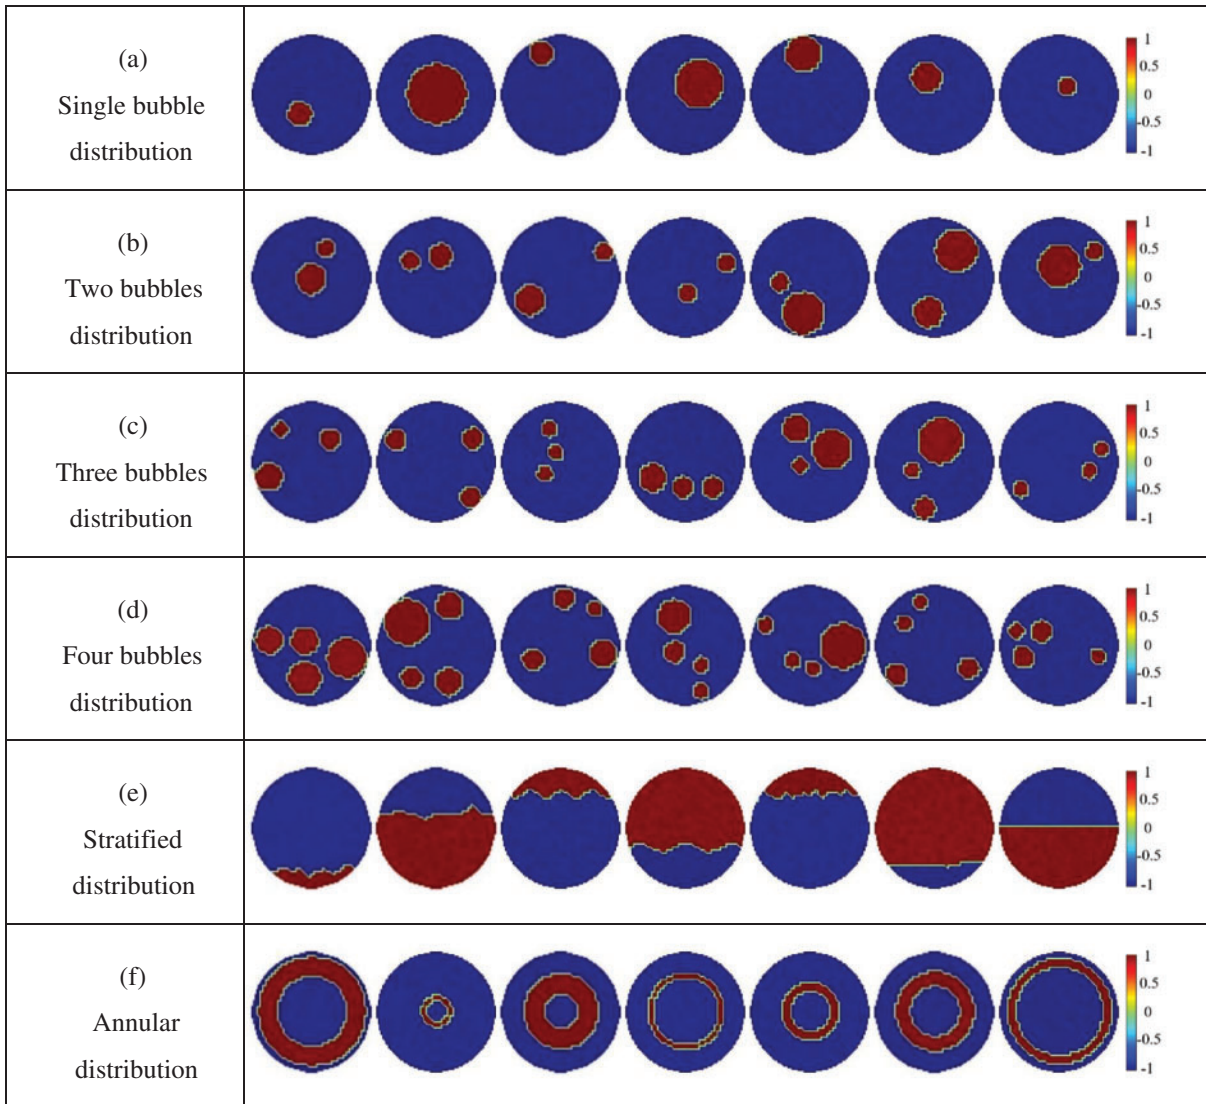 (a)
Single bubble
distribution
1
0.5
0
-0.5
-1
(b)
Two bubbles
distribution
1
0.5
0
-0.5
-1
(c)
Three bubbles
distribution
1
0.5
0
-0.5
-1
(d)
Four bubbles
distribution
1
0.5
0
-0.5
-1
(e)
Stratified
distribution
1
0.5
0
-0.5
-1
(f)
Annular
distribution
1
0.5
0
-0.5
-1